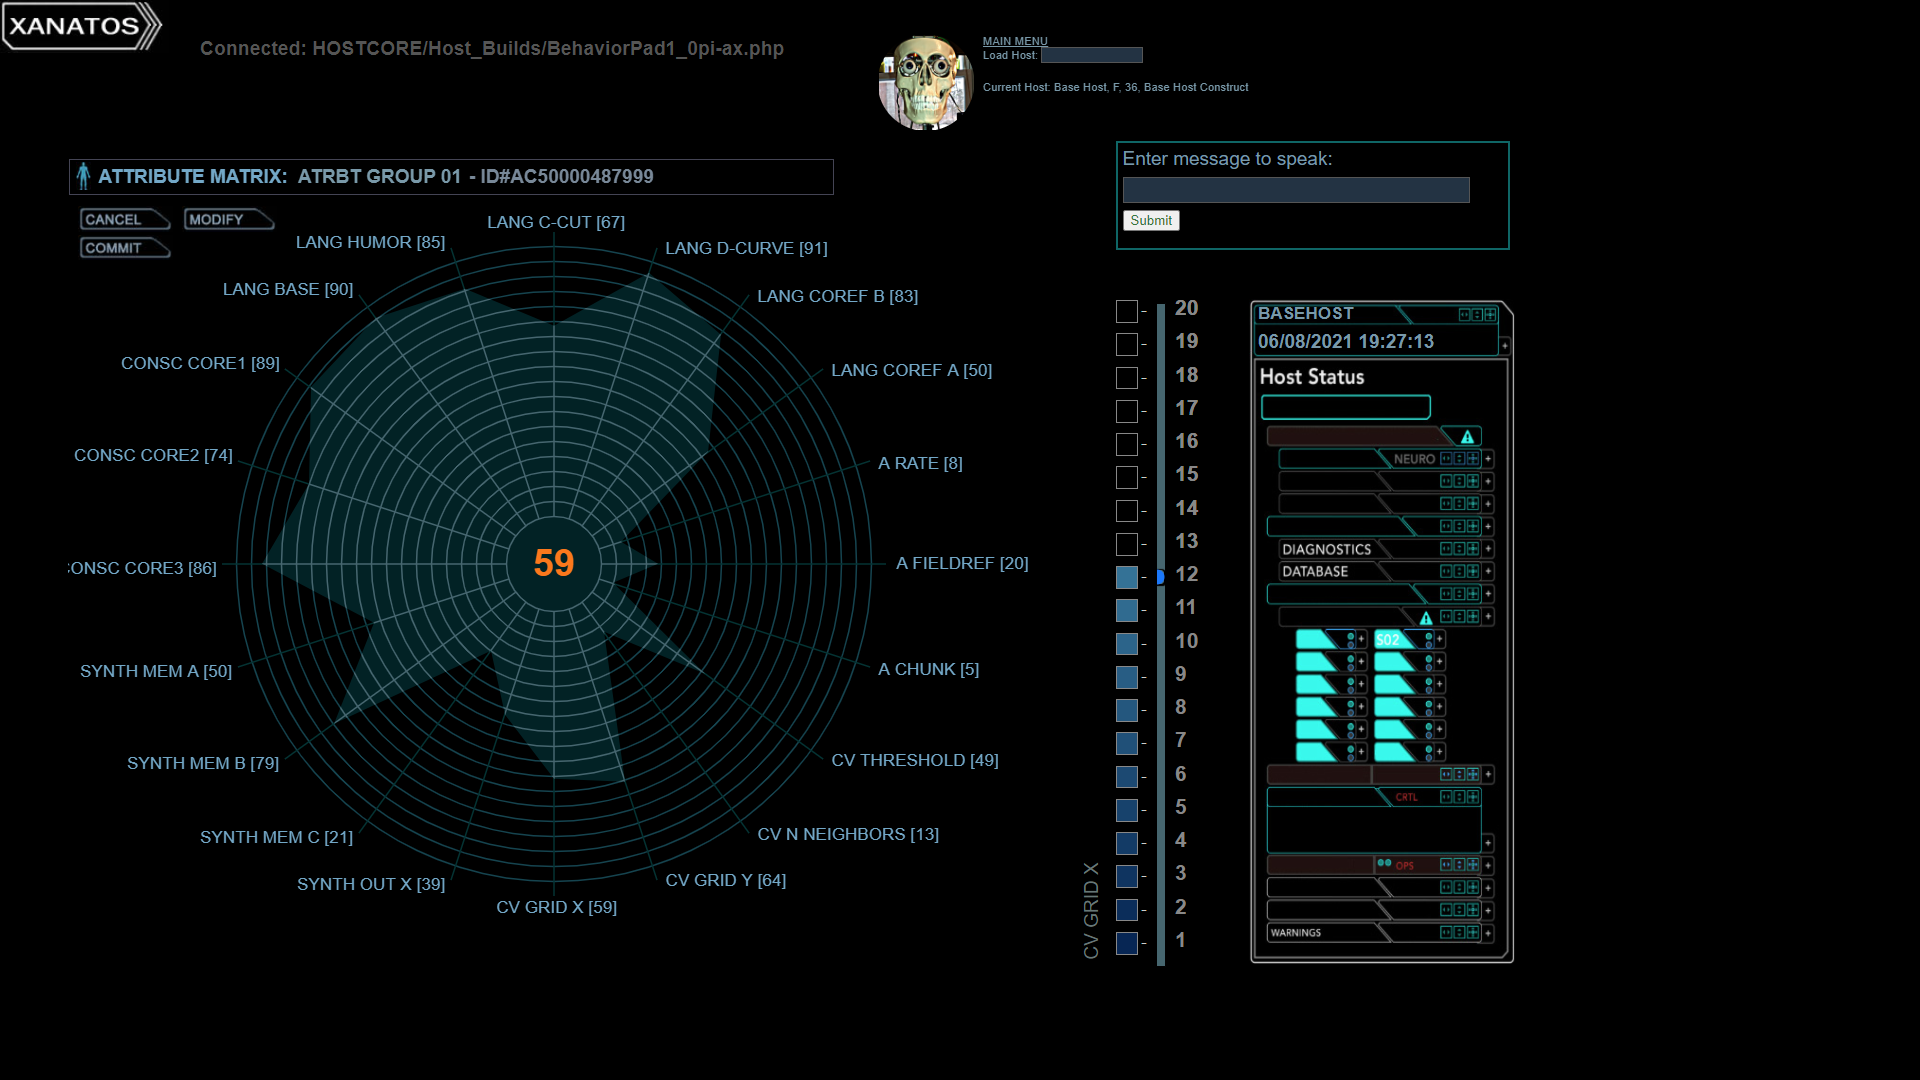 XANATOS
Connected: HOSTCORE/Host_Builds/BehaviorPad1_0pi-ax.php
MAIN MENU
Load Host:
Current Host: Base Host, F, 36, Base Host Construct
ATTRIBUTE MATRIX: ATRBT GROUP 01 - ID#AC50000487999
CANCEL
MODIFY
COMMIT
LANG C-CUT [67]
LANG D-CURVE [91]
LANG COREF B [83]
LANG COREF A [50]
A RATE [8]
A FIELDREF [20]
A CHUNK [5]
CV THRESHOLD [49]
CV N NEIGHBORS [13]
CV GRID Y [64]
CV GRID X [59]
SYNTH OUT X [39]
SYNTH MEM C [21]
SYNTH MEM B [79]
SYNTH MEM A [50]
:ONSC CORE3 [86]
CONSC CORE2 [74]
CONSC CORE1 [89]
LANG BASE [90]
LANG HUMOR [85]
59
Enter message to speak:
Submit
20
19
18
17
16
15
14
13
12
11
10
9
8
7
6
5
4
3
2
1
CV GRID X
BASEHOST
06/08/2021 19:27:13
Host Status
NEURO
DIAGNOSTICS
DATABASE
S02
CRTL
OPS
WARNINGS